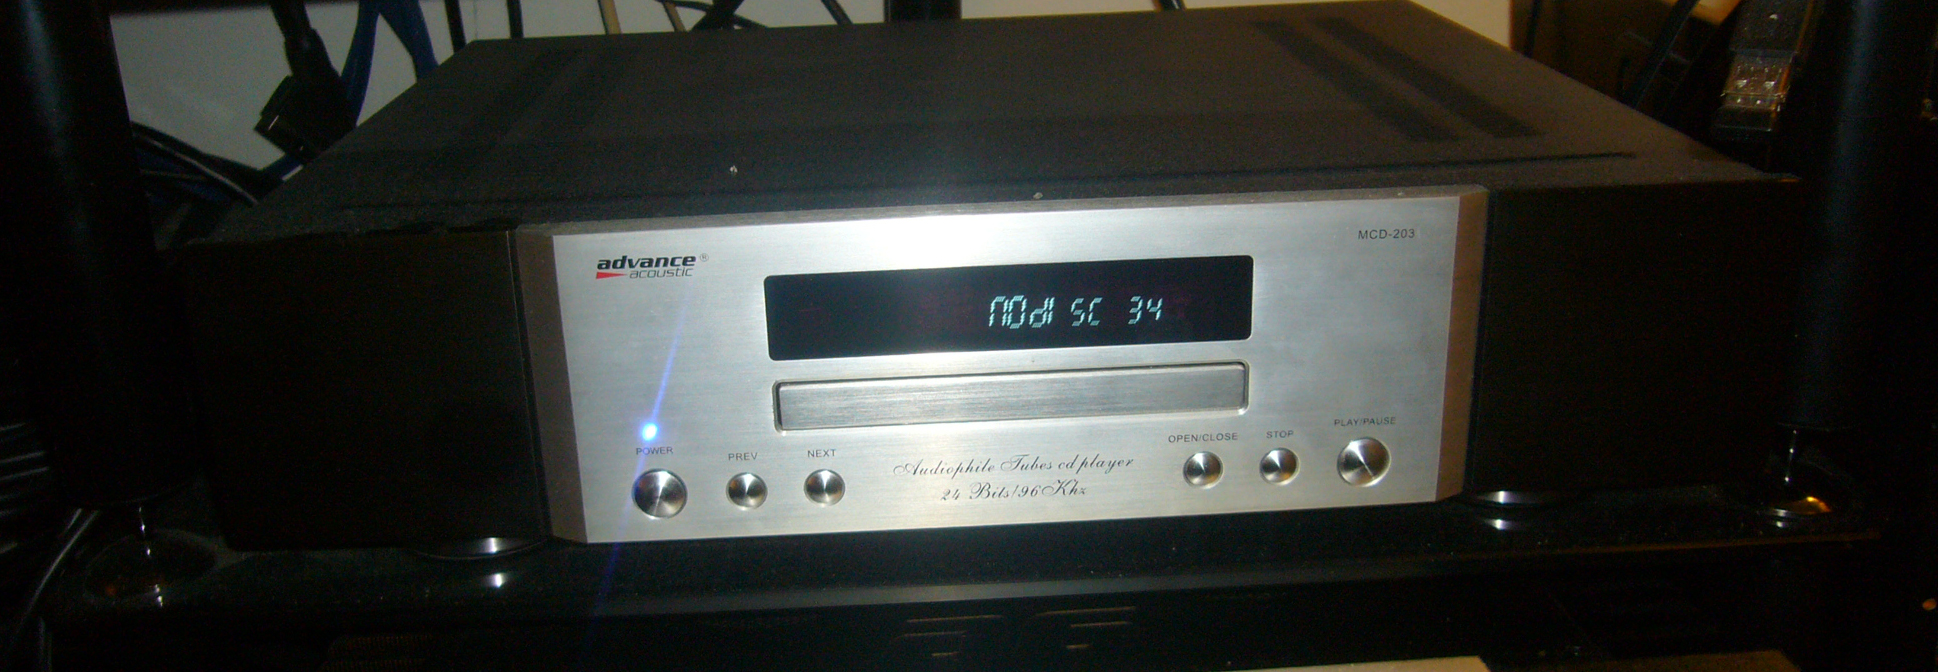 advance®
acoustic
MCD-203
NOdISC 34
POWER
PREV
NEXT
Audiophile Tubes cd player
24 Bits/96Khz
OPEN/CLOSE
STOP
PLAY/PAUSE